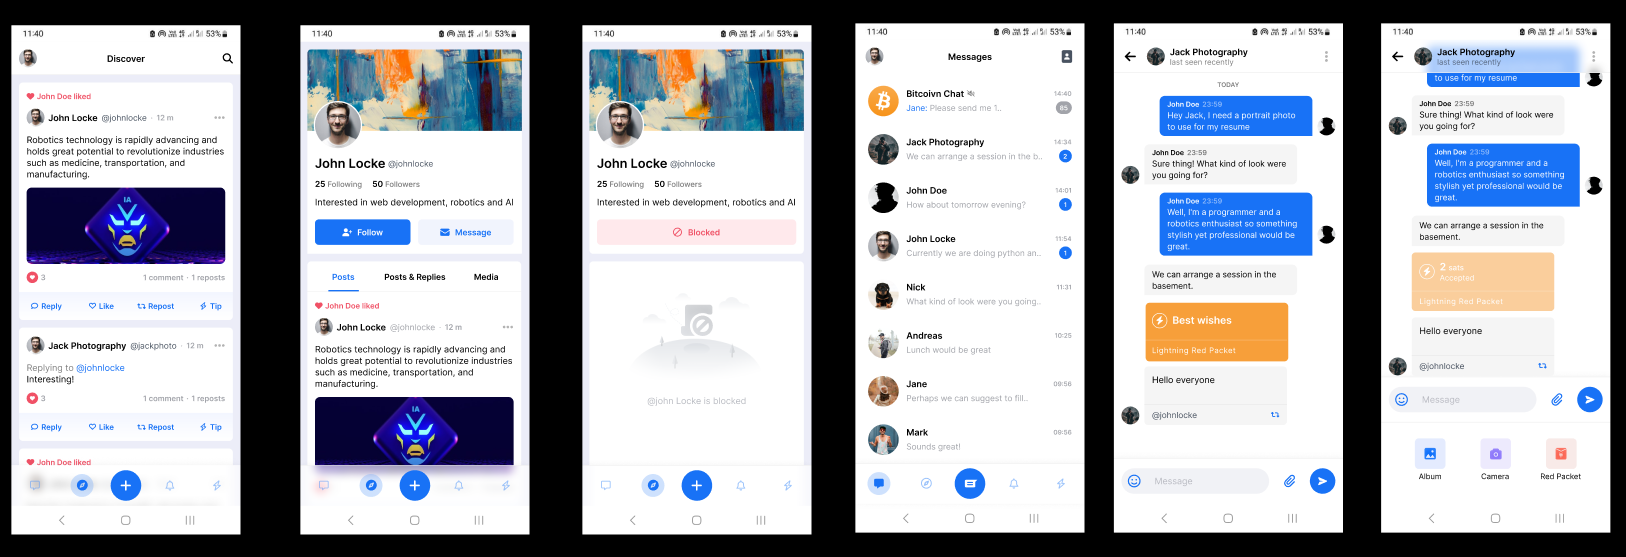 11:40
53%
Discover
John Doe liked
John Locke @johnlocke · 12 m
Robotics technology is rapidly advancing and
holds great potential to revolutionize industries
such as medicine, transportation, and
manufacturing.
IA
3
1 comment · 1 reposts
Reply
Like
Repost
Tip
Jack Photography @jackphoto · 12 m
Replying to @johnlocke
Interesting!
3
1 comment · 1 reposts
Reply
Like
Repost
Tip
John Doe liked
11:40
53%
John Locke @johnlocke
25 Following 50 Followers
Interested in web development, robotics and AI
Follow
Message
Posts
Posts & Replies
Media
John Doe liked
John Locke @johnlocke · 12 m
Robotics technology is rapidly advancing and
holds great potential to revolutionize industries
such as medicine, transportation, and
manufacturing.
IA
11:40
53%
John Locke @johnlocke
25 Following 50 Followers
Interested in web development, robotics and AI
Blocked
@john Locke is blocked
11:40
53%
Messages
Bitcoivn Chat
14:40
Jane: Please send me 1..
85
Jack Photography
14:34
We can arrange a session in the b..
2
John Doe
14:01
How about tomorrow evening?
1
John Locke
11:54
Currently we are doing python an..
1
Nick
11:31
What kind of look were you going..
Andreas
10:25
Lunch would be great
Jane
09:56
Perhaps we can suggest to fill..
Mark
09:56
Sounds great!
11:40
53%
Jack Photography
last seen recently
TODAY
John Doe 23:59
Hey Jack, I need a portrait photo
to use for my resume
John Doe 23:59
Sure thing! What kind of look were
you going for?
John Doe 23:59
Well, I'm a programmer and a
robotics enthusiast so something
stylish yet professional would be
great.
We can arrange a session in the
basement.
Best wishes
Lightning Red Packet
Hello everyone
@johnlocke
Message
11:40
53%
Jack Photography
last seen recently
to use for my resume
John Doe 23:59
Sure thing! What kind of look were
you going for?
John Doe 23:59
Well, I'm a programmer and a
robotics enthusiast so something
stylish yet professional would be
great.
We can arrange a session in the
basement.
2 sats
Accepted
Lightning Red Packet
Hello everyone
@johnlocke
Message
Album
Camera
Red Packet